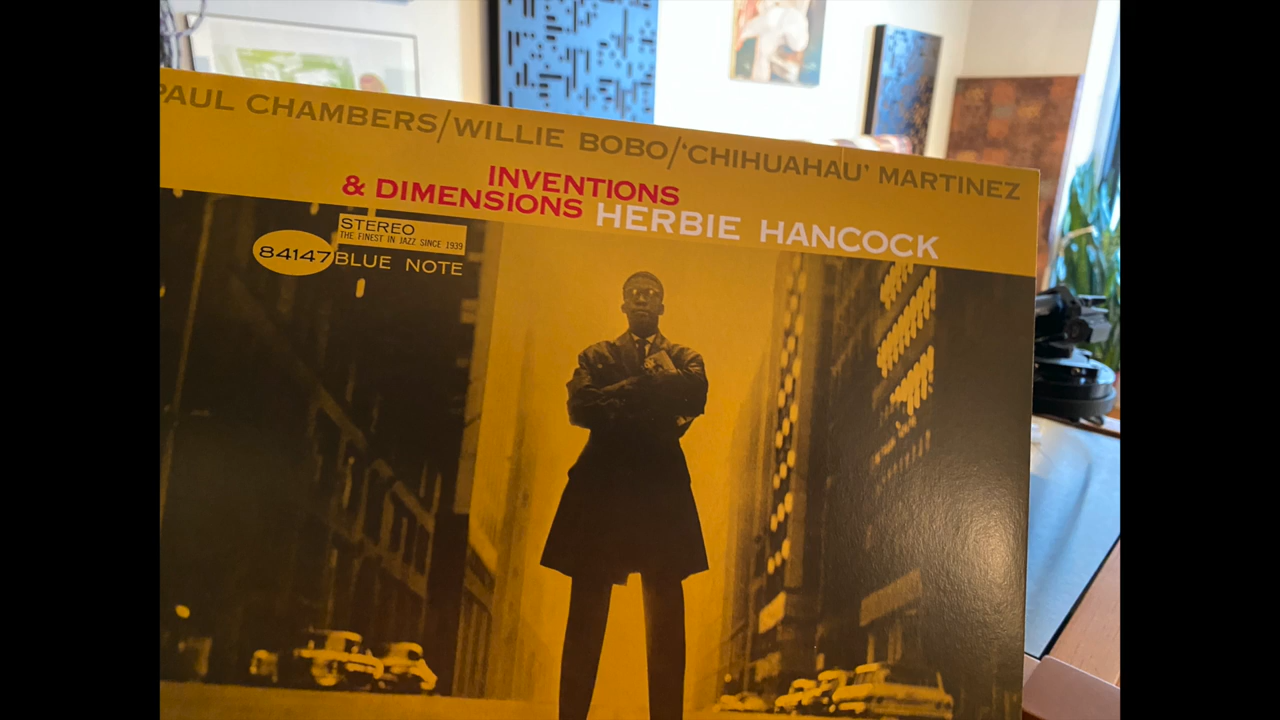 PAUL CHAMBERS/WILLIE BOBO/‘CHIHUAHAU’ MARTINEZ
INVENTIONS
& DIMENSIONS HERBIE HANCOCK
STEREO
THE FINEST IN JAZZ SINCE 1939
84147 BLUE NOTE